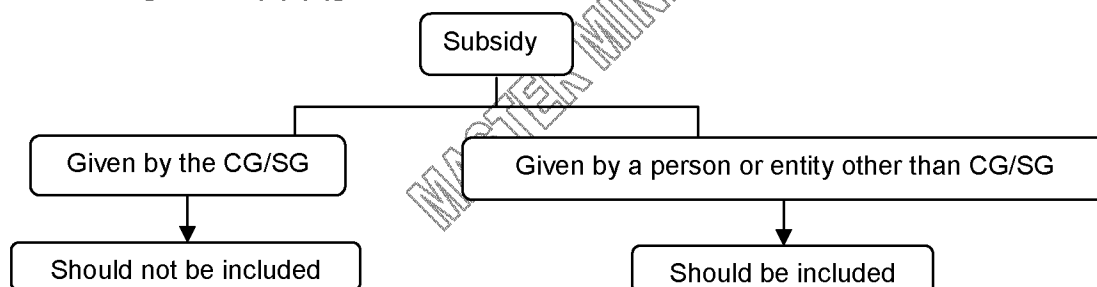 Subsidy
Given by the CG/SG
Given by a person or entity other than CG/SG
Should not be included
Should be included
MASTER